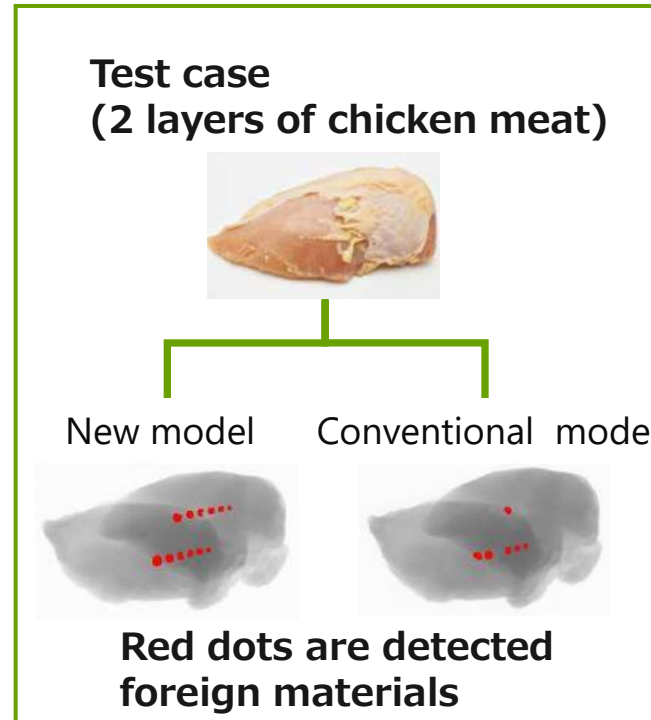 Test case
(2 layers of chicken meat)
New model
Conventional mode
Red dots are detected
foreign materials